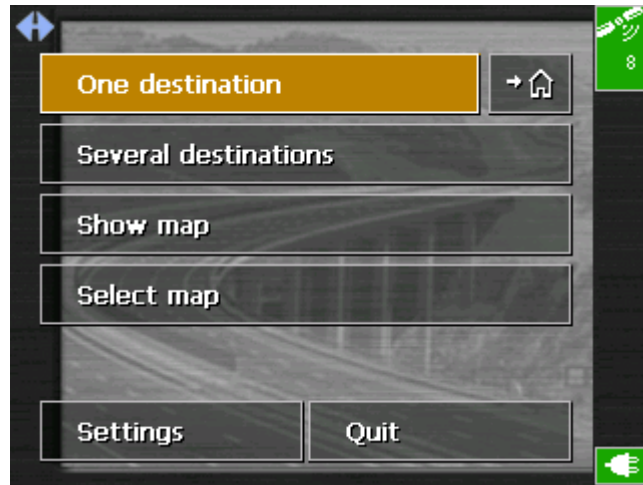 8
One destination
Several destinations
Show map
Select map
Settings Quit